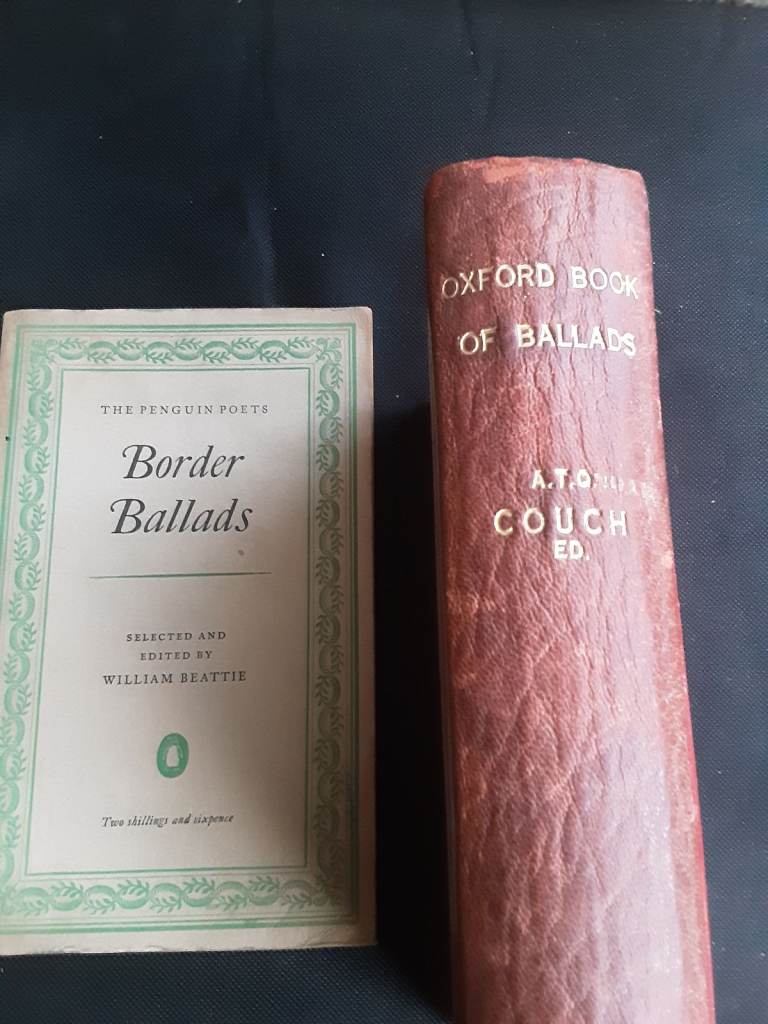 THE PENGUIN POETS
Border
Ballads
SELECTED AND
EDITED BY
WILLIAM BEATTIE
Two shillings and sixpence
OXFORD BOOK
OF BALLADS
A.T.Q.
COUCH
ED.